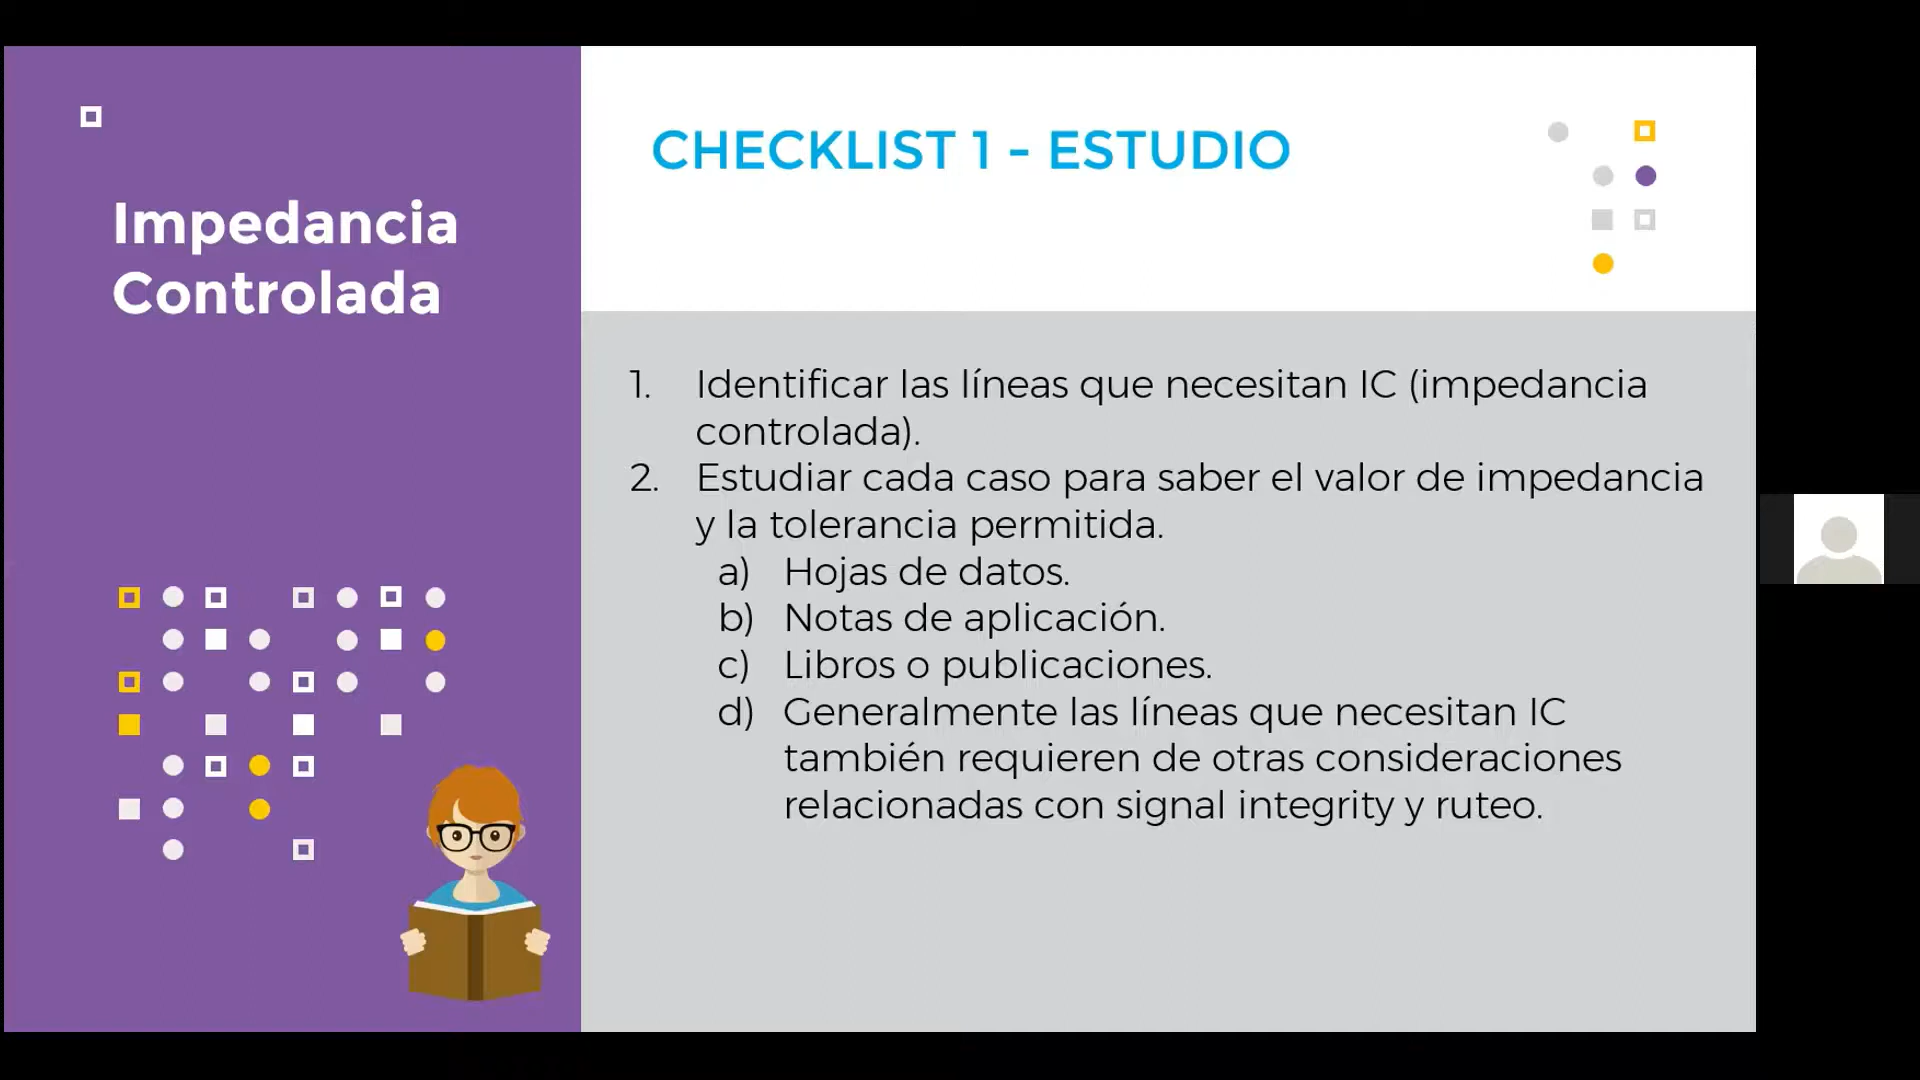 Impedancia
Controlada
CHECKLIST 1 - ESTUDIO
1. Identificar las líneas que necesitan IC (impedancia
controlada).
2. Estudiar cada caso para saber el valor de impedancia
y la tolerancia permitida.
a) Hojas de datos.
b) Notas de aplicación.
c) Libros o publicaciones.
d) Generalmente las líneas que necesitan IC
también requieren de otras consideraciones
relacionadas con signal integrity y ruteo.